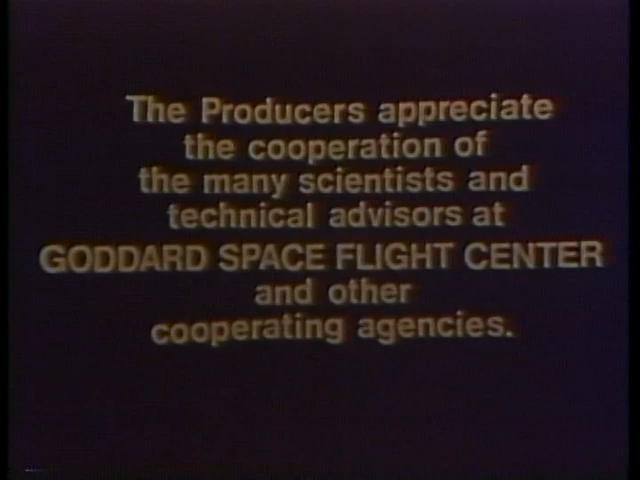 The Producers appreciate
the cooperation of
the many scientists and
technical advisors at
GODDARD SPACE FLIGHT CENTER
and other
cooperating agencies.